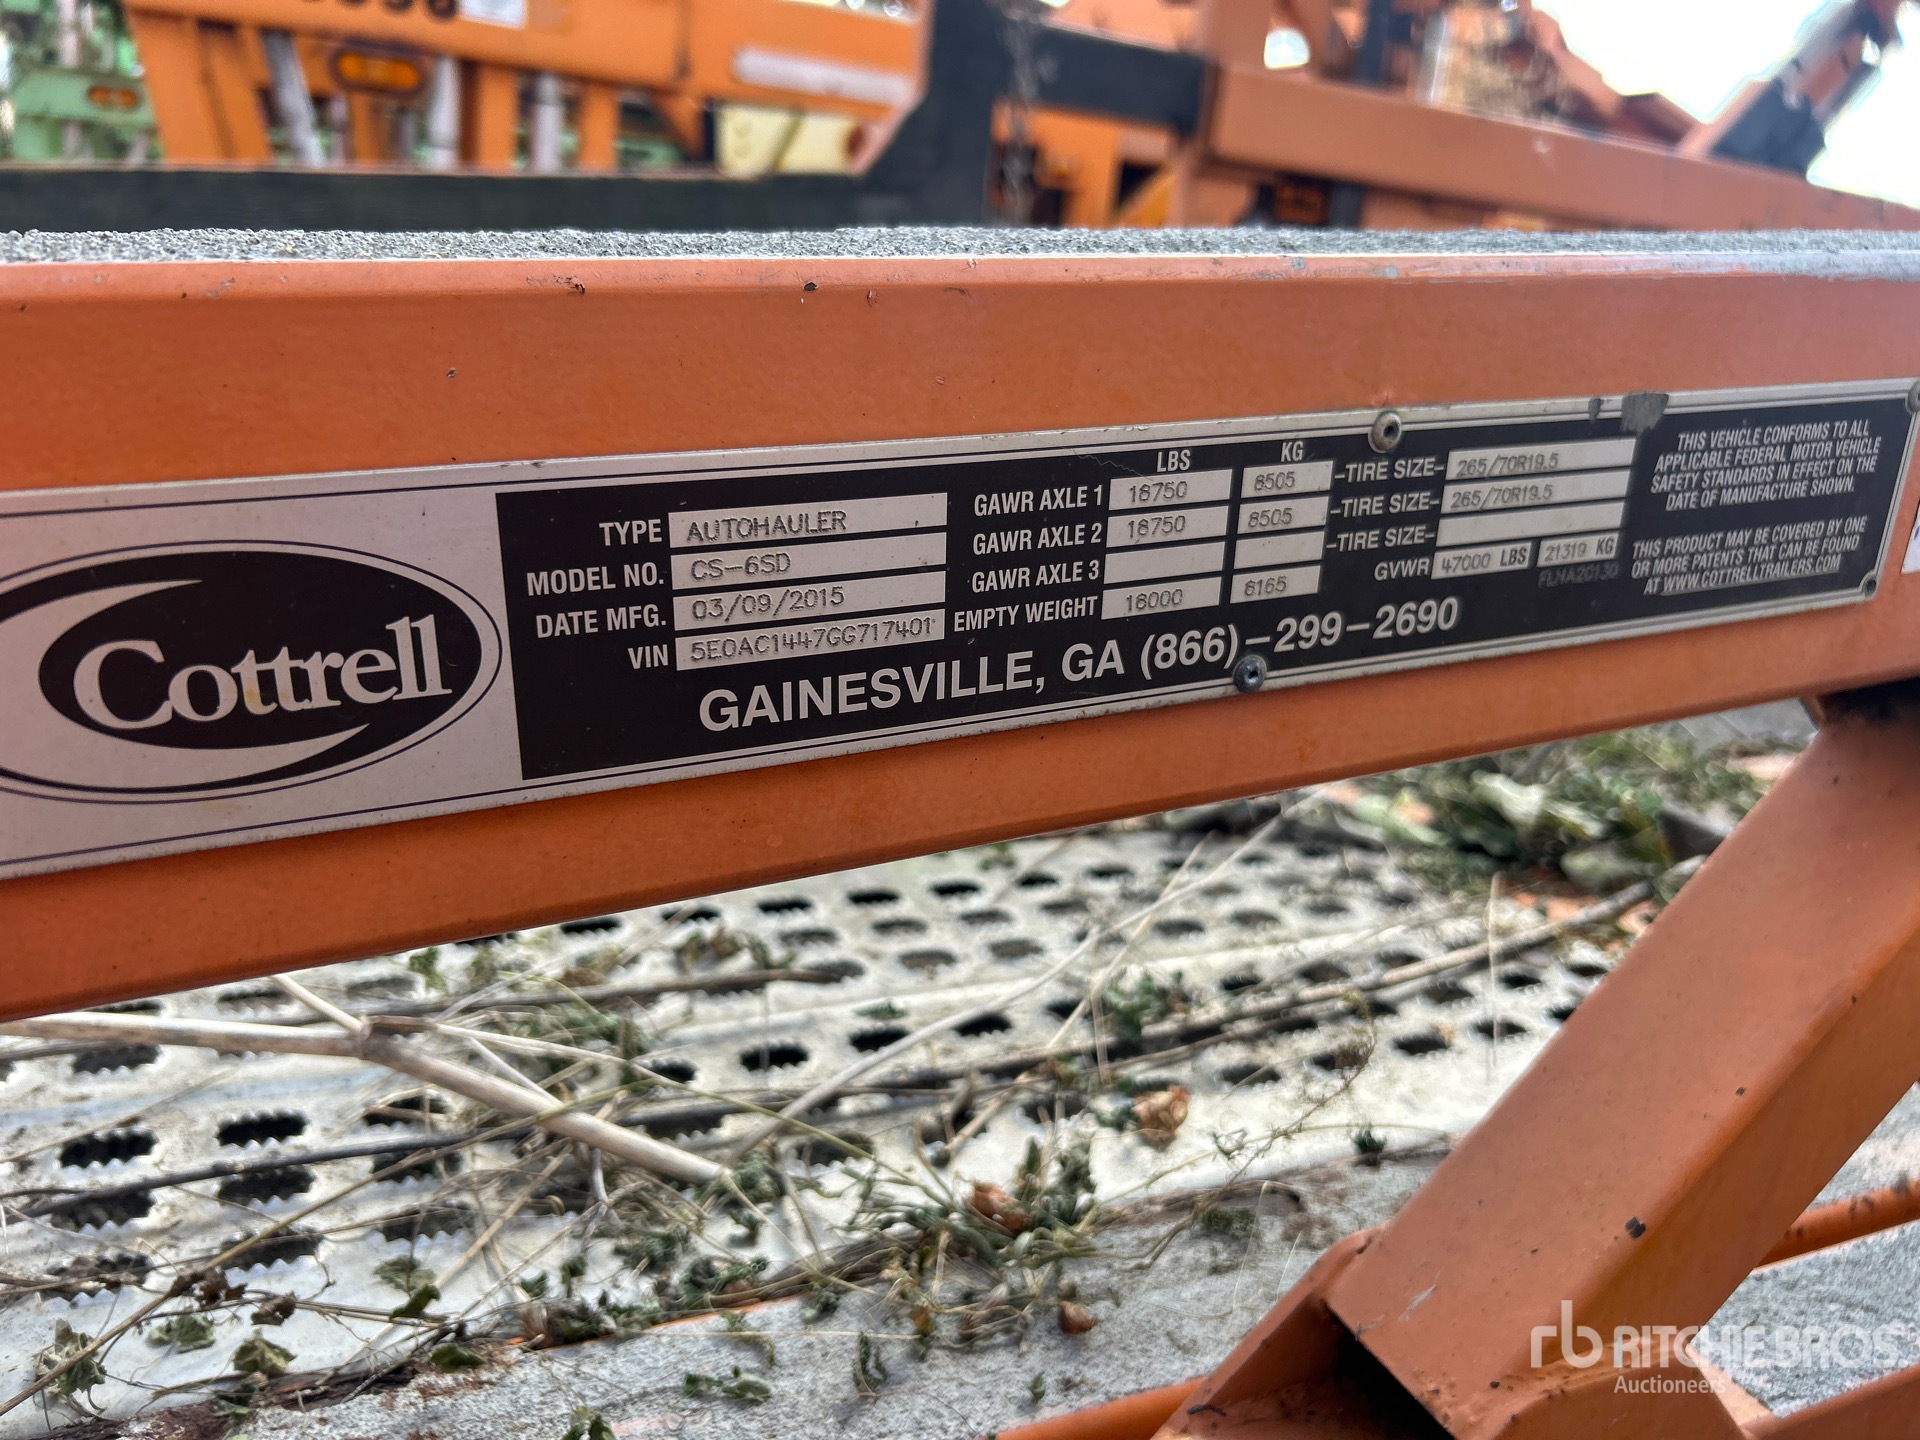 Cottrell
TYPE AUTOHAULER
MODEL NO. CS-6SD
DATE MFG. 03/09/2015
VIN 5E0AC1447GG717401
LBS KG
GAWR AXLE 1 18750 8505 -TIRE SIZE- 265/70R19.5
GAWR AXLE 2 18750 8505 -TIRE SIZE- 265/70R19.5
GAWR AXLE 3 -TIRE SIZE-
EMPTY WEIGHT 18000 8165 GVWR 47000 LBS 21319 KG
FLMA20130
GAINESVILLE, GA (866)-299-2690
THIS VEHICLE CONFORMS TO ALL
APPLICABLE FEDERAL MOTOR VEHICLE
SAFETY STANDARDS IN EFFECT ON THE
DATE OF MANUFACTURE SHOWN.
THIS PRODUCT MAY BE COVERED BY ONE
OR MORE PATENTS THAT CAN BE FOUND
AT WWW.COTTRELLTRAILERS.COM
rb RITCHIE BROS
Auctioneers